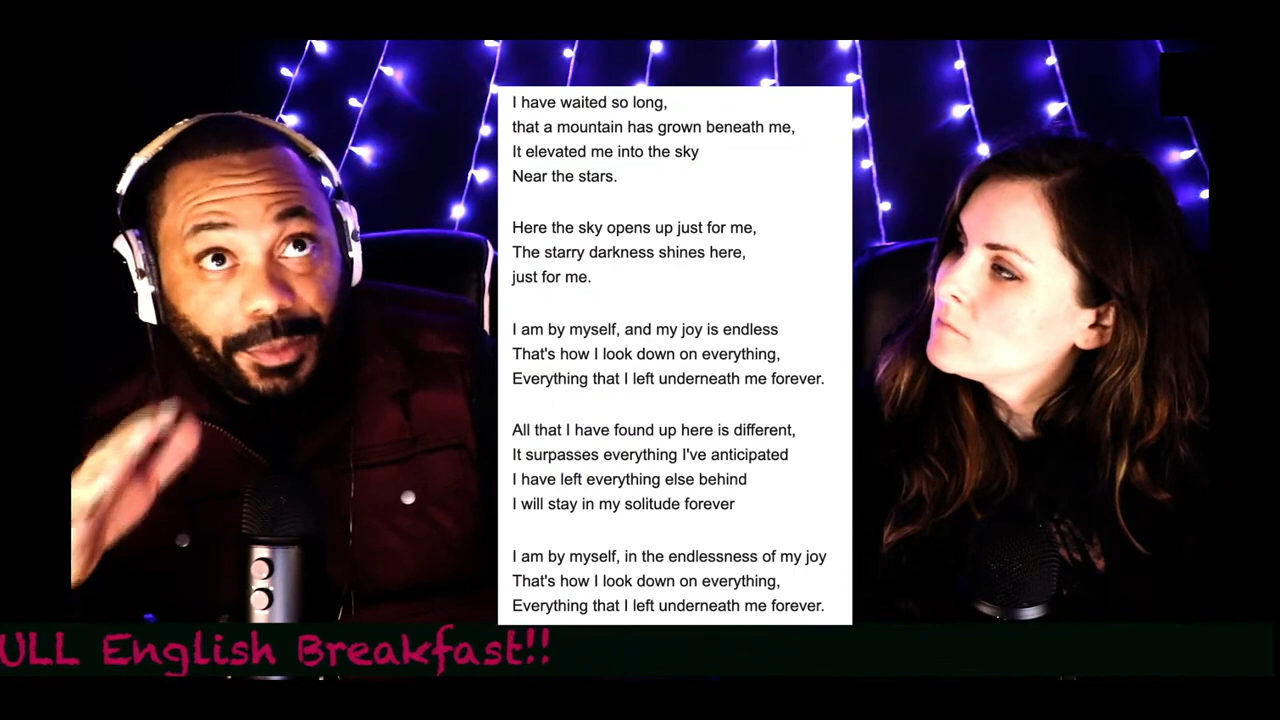 I have waited so long,
that a mountain has grown beneath me,
It elevated me into the sky
Near the stars.
Here the sky opens up just for me,
The starry darkness shines here,
just for me.
I am by myself, and my joy is endless
That's how I look down on everything,
Everything that I left underneath me forever.
All that I have found up here is different,
It surpasses everything I've anticipated
I have left everything else behind
I will stay in my solitude forever
I am by myself, in the endlessness of my joy
That's how I look down on everything,
Everything that I left underneath me forever.
ULL English Breakfast!!